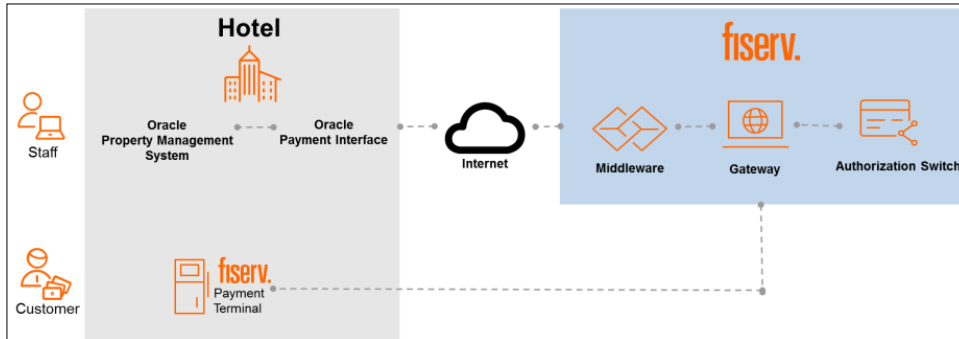 Hotel
fiserv.
Staff
Oracle
Property Management
System
Oracle
Payment Interface
Internet
Middleware
Gateway
Authorization Switch
Customer
fiserv.
Payment
Terminal